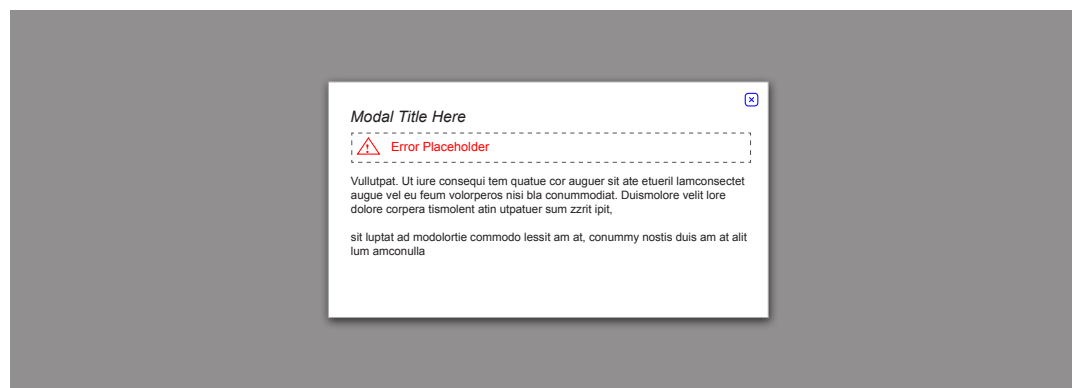 Modal Title Here
Error Placeholder
Vullutpat. Ut iure consequi tem quatue cor auguer sit ate etueril lamconsectet
augue vel eu feum volorperos nisi bla conummodiat. Duismolore velit lore
dolore corpera tismolent atin utpatuer sum zzrit ipit,
sit luptat ad modolortie commodo lessit am at, conummy nostis duis am at alit
lum amconulla